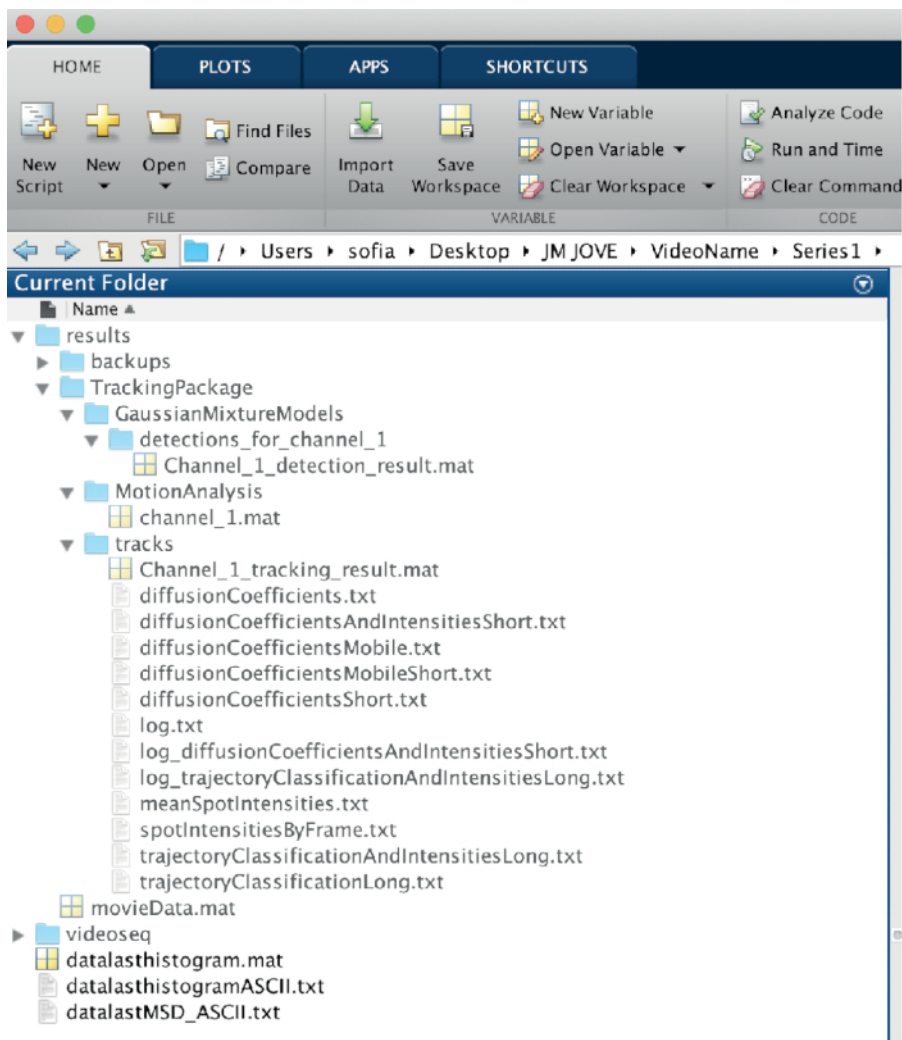 HOME PLOTS APPS SHORTCUTS
New Script New Open Find Files Compare Import Data Save Workspace New Variable Open Variable Clear Workspace Analyze Code Run and Time Clear Command
FILE VARIABLE CODE
/ Users sofia Desktop JM JOVE VideoName Series1
Current Folder
Name
results
backups
TrackingPackage
GaussianMixtureModels
detections_for_channel_1
Channel_1_detection_result.mat
MotionAnalysis
channel_1.mat
tracks
Channel_1_tracking_result.mat
diffusionCoefficients.txt
diffusionCoefficientsAndIntensitiesShort.txt
diffusionCoefficientsMobile.txt
diffusionCoefficientsMobileShort.txt
diffusionCoefficientsShort.txt
log.txt
log_diffusionCoefficientsAndIntensitiesShort.txt
log_trajectoryClassificationAndIntensitiesLong.txt
meanSpotIntensities.txt
spotIntensitiesByFrame.txt
trajectoryClassificationAndIntensitiesLong.txt
trajectoryClassificationLong.txt
movieData.mat
videoseq
datalasthistogram.mat
datalasthistogramASCII.txt
datalastMSD_ASCII.txt